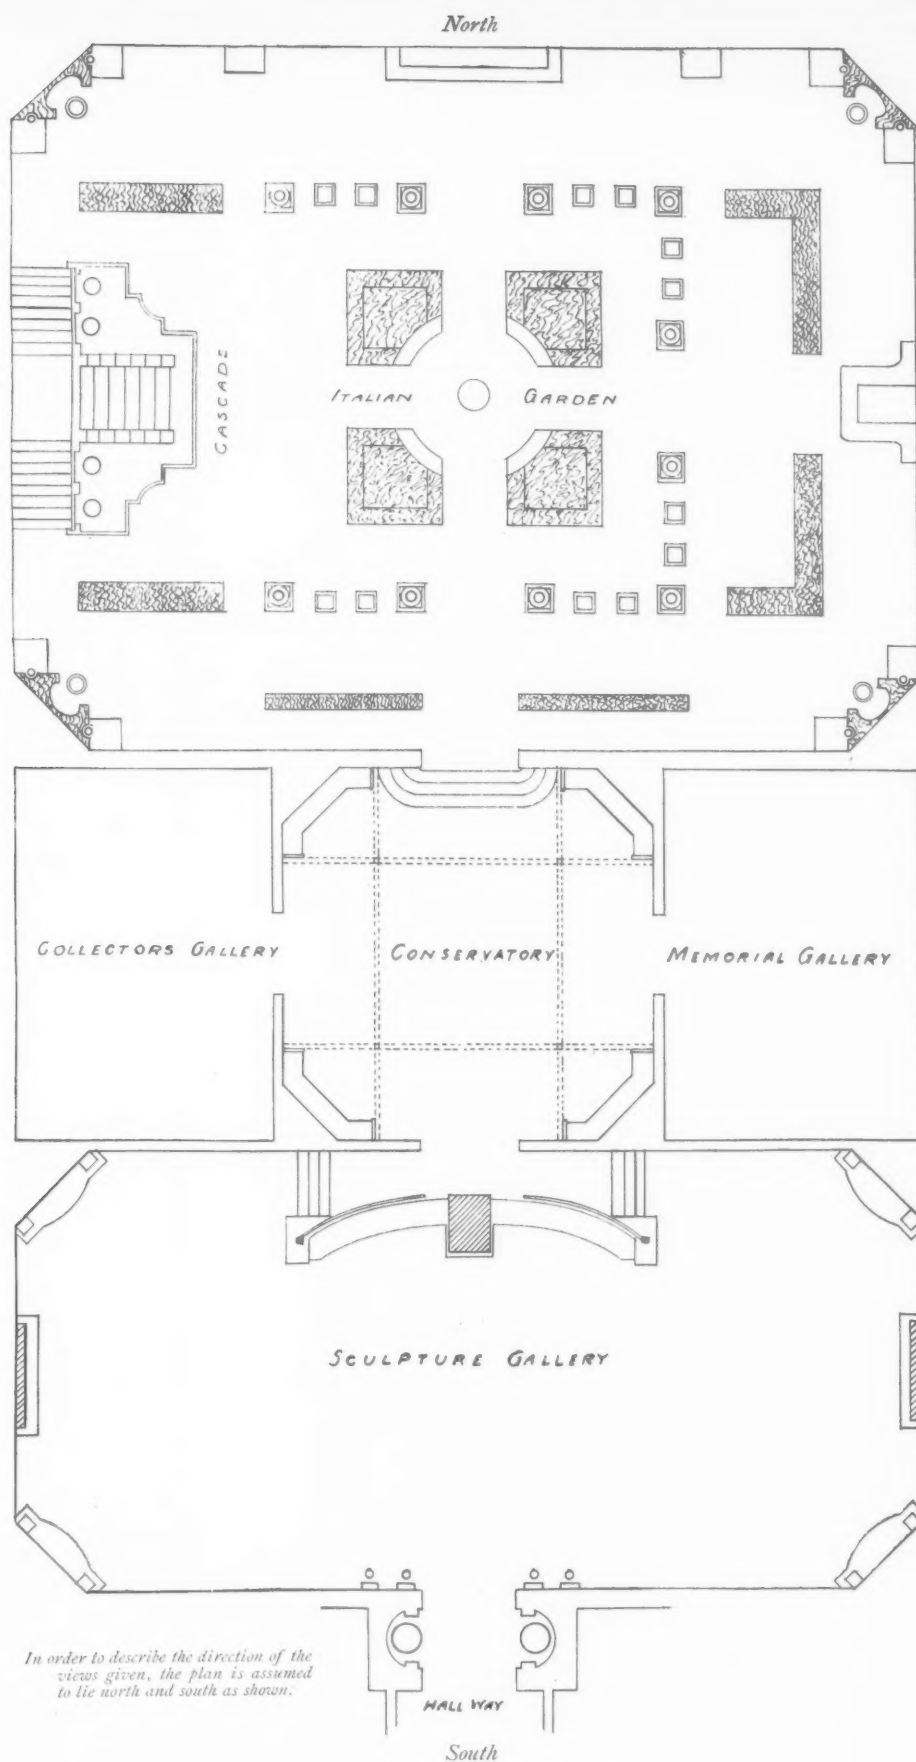 North
CASCADE
ITALIAN GARDEN
COLLECTORS GALLERY
CONSERVATORY
MEMORIAL GALLERY
SCULPTURE GALLERY
In order to describe the direction of the
views given, the plan is assumed
to lie north and south as shown.
HALL WAY
South